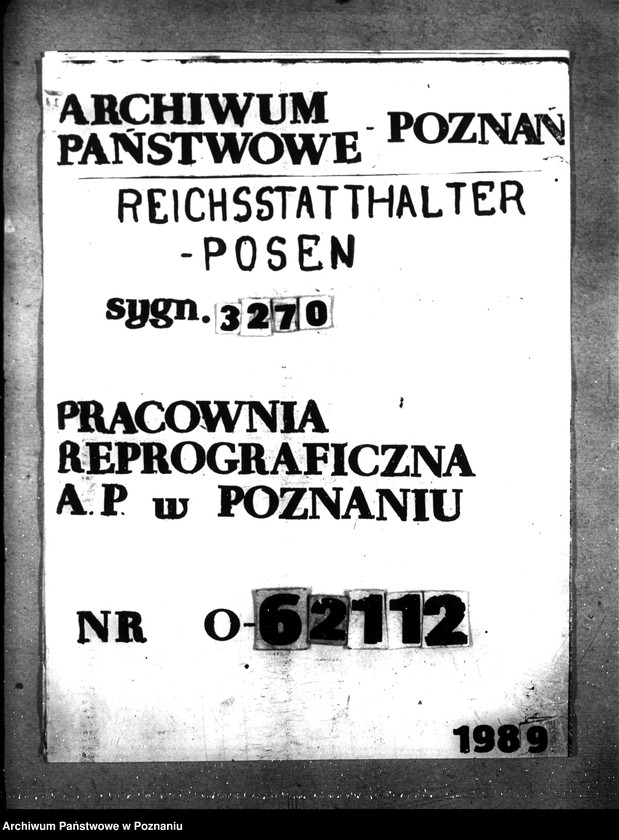 ARCHIWUM
PAŃSTWOWE - POZNAŃ
REICHSSTATTHALTER
-POSEN
sygn. 3270
PRACOWNIA
REPROGRAFICZNA
A.P. w POZNANIU
NR O-62112
1989
Archiwum Państwowe w Poznaniu